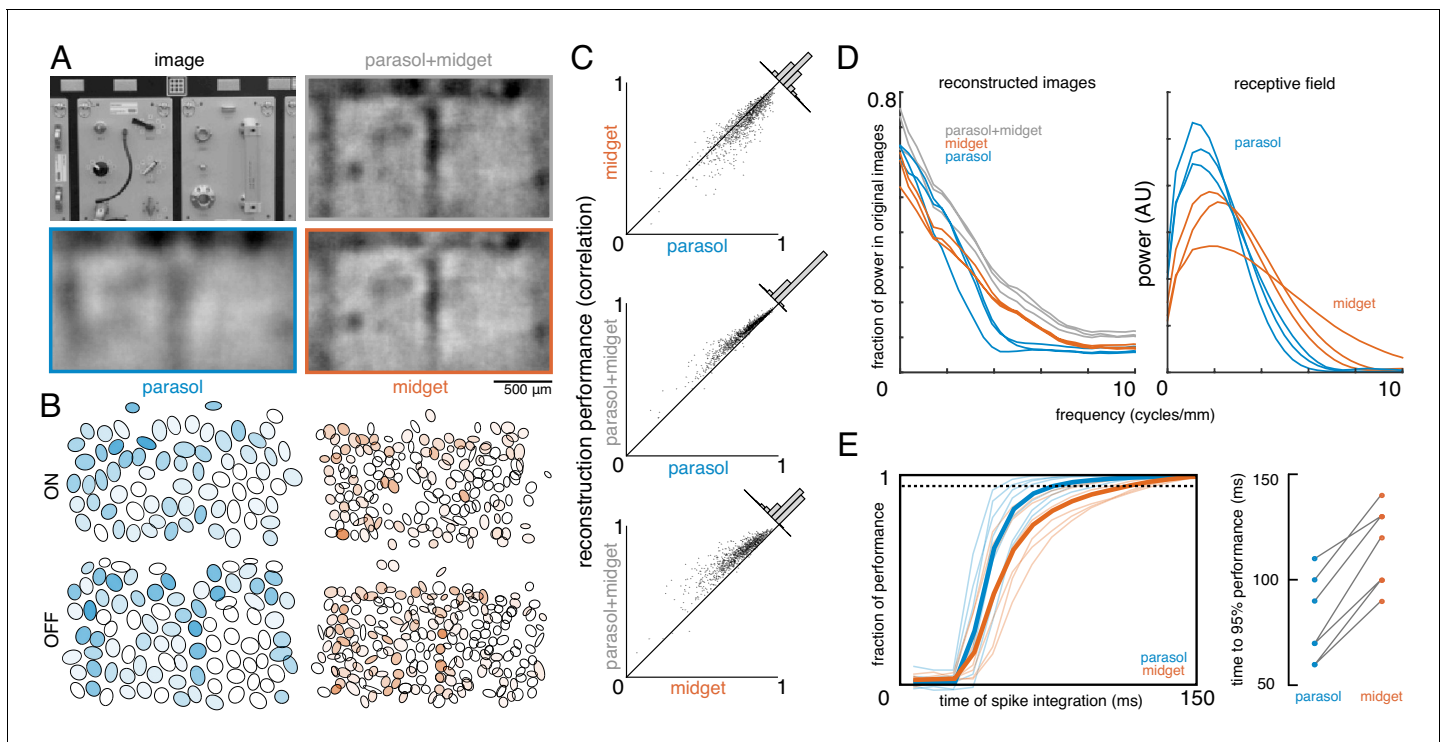 A
image
parasol+midget
parasol
midget
500 µm
B
ON
OFF
C
reconstruction performance (correlation)
1
midget
0
parasol
1
1
parasol+midget
0
parasol
1
1
parasol+midget
0
midget
1
D
reconstructed images
receptive field
0.8
fraction of power in original images
parasol+midget
midget
parasol
0
10
power (AU)
parasol
midget
0
10
frequency (cycles/mm)
E
1
fraction of performance
parasol
midget
0
time of spike integration (ms)
150
time to 95% performance (ms)
150
100
50
parasol
midget